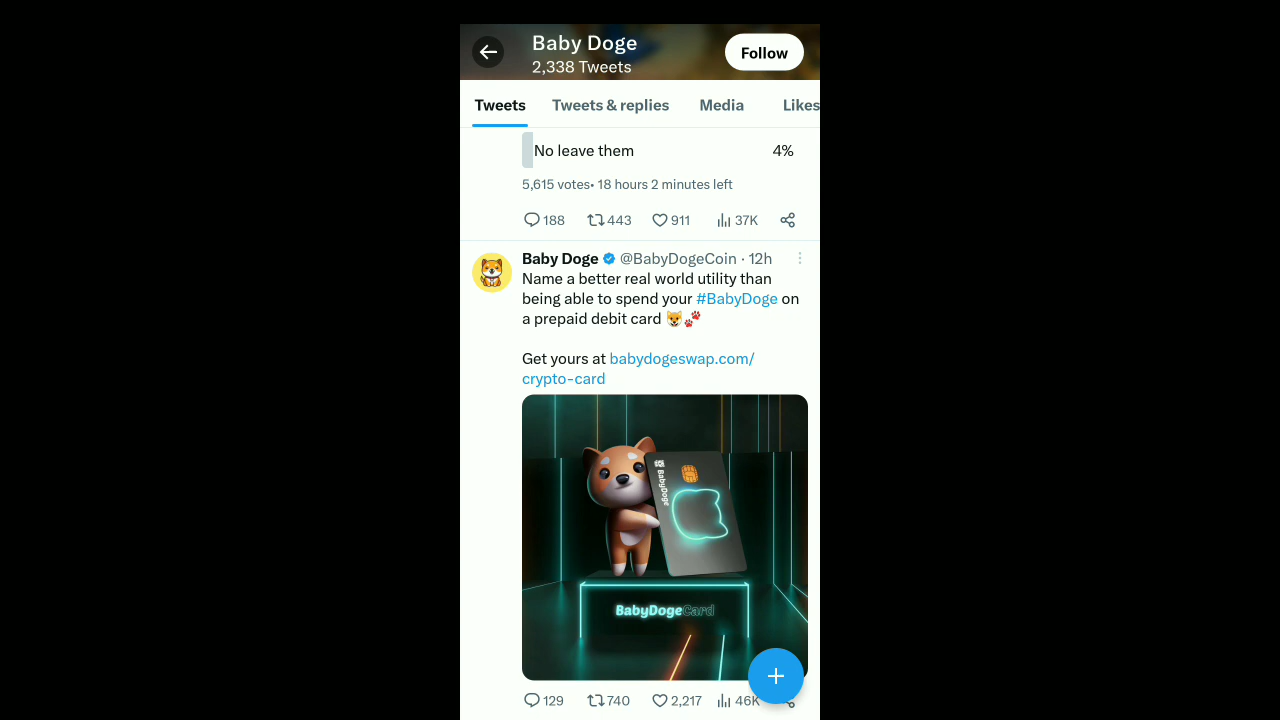 Baby Doge
2,338 Tweets
Follow
Tweets Tweets & replies Media Likes
No leave them 4%
5,615 votes• 18 hours 2 minutes left
188 443 911 37K
Baby Doge @BabyDogeCoin · 12h
Name a better real world utility than
being able to spend your #BabyDoge on
a prepaid debit card 😺🐾
Get yours at babydogeswap.com/
crypto-card
BabyDoge
BabyDogeCard
129 740 2,217 46K